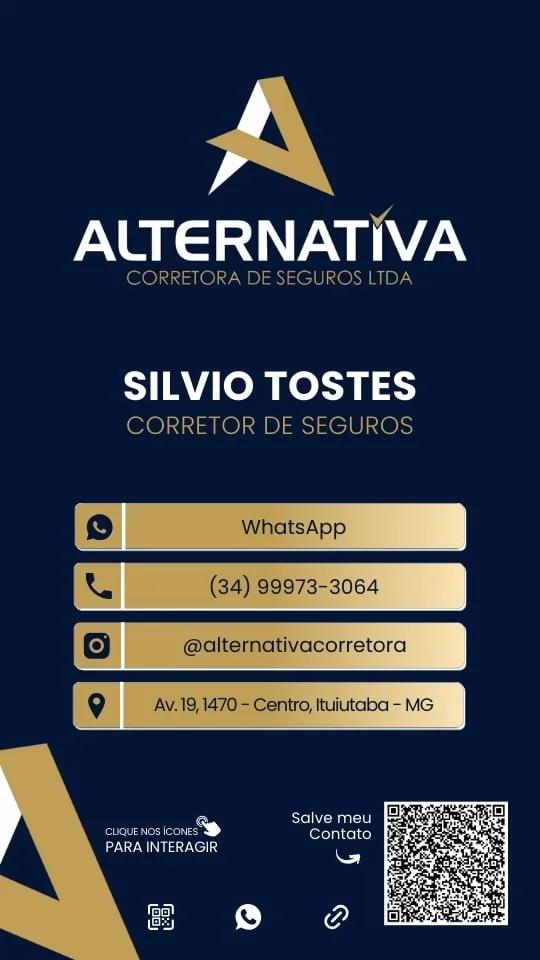 ALTERNATIVA
CORRETORA DE SEGUROS LTDA
SILVIO TOSTES
CORRETOR DE SEGUROS
WhatsApp
(34) 99973-3064
@alternativacorretora
Av. 19, 1470 - Centro, Ituiutaba - MG
CLIQUE NOS ÍCONES
PARA INTERAGIR
Salve meu
Contato